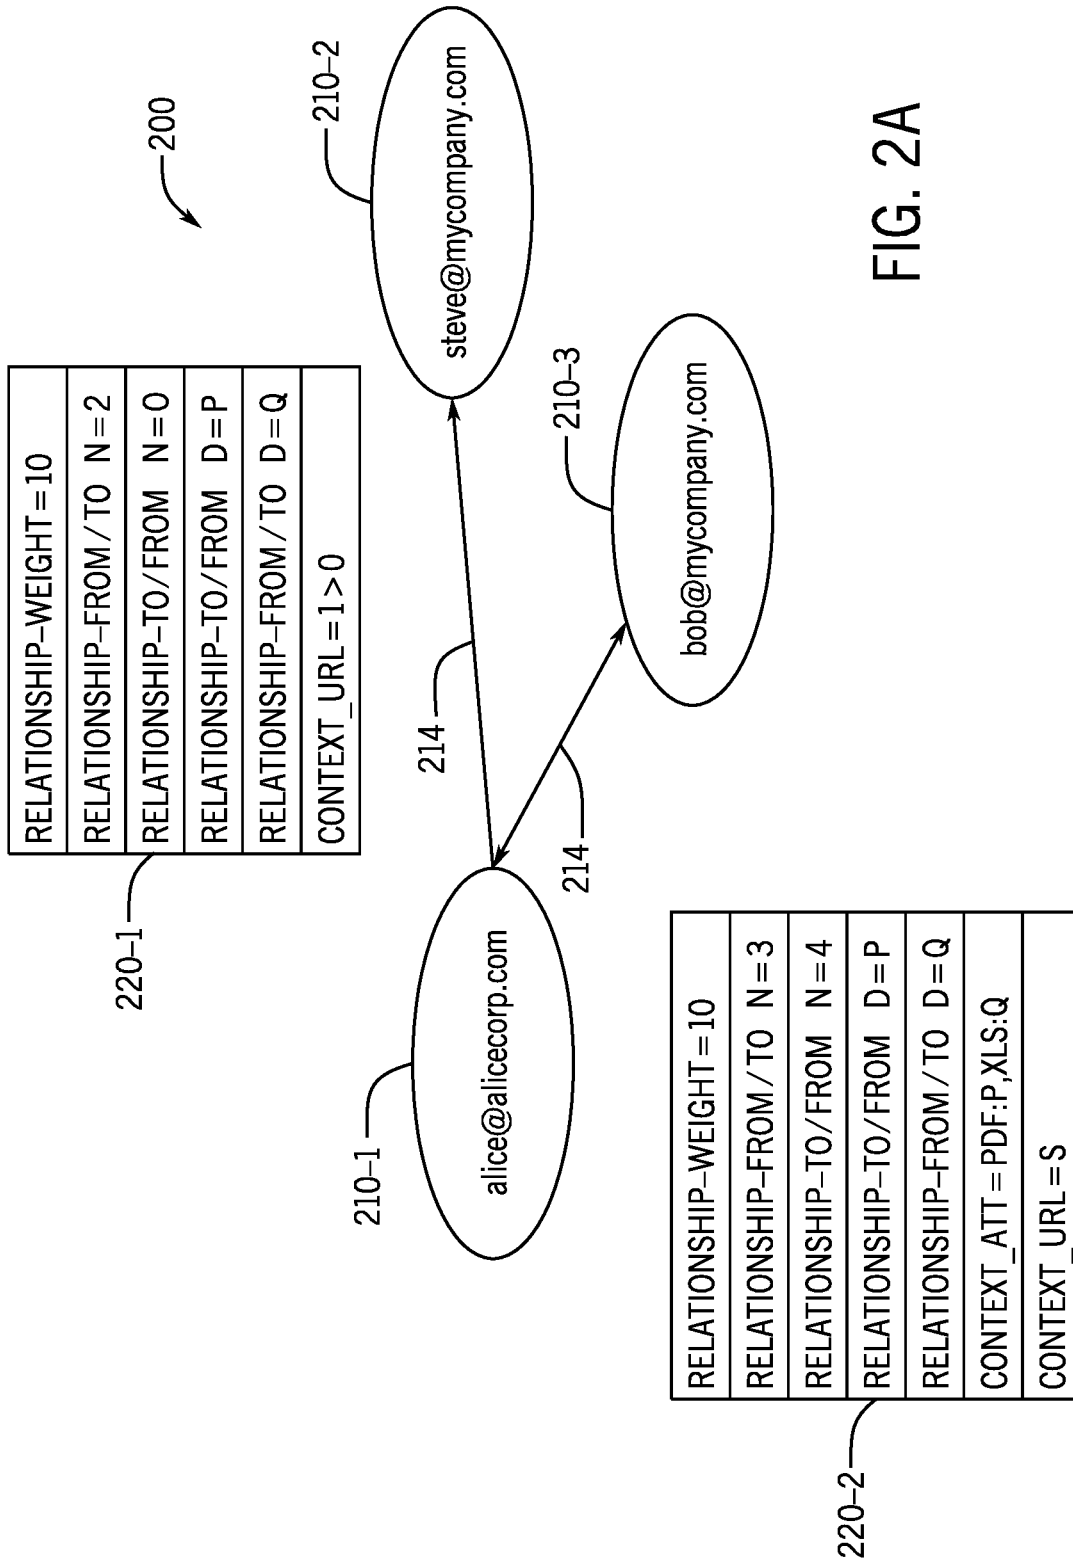 200
RELATIONSHIP–WEIGHT=10
RELATIONSHIP–FROM/TO N=2
RELATIONSHIP–TO/FROM N=0
RELATIONSHIP–TO/FROM D=P
RELATIONSHIP–FROM/TO D=Q
CONTEXT_URL=1>0
220–1
210–2
steve@mycompany.com
214
210–1
alice@alicecorp.com
210–3
bob@mycompany.com
214
RELATIONSHIP–WEIGHT=10
RELATIONSHIP–FROM/TO N=3
RELATIONSHIP–TO/FROM N=4
RELATIONSHIP–TO/FROM D=P
RELATIONSHIP–FROM/TO D=Q
CONTEXT_ATT=PDF:P,XLS:Q
CONTEXT_URL=S
220–2
FIG. 2A